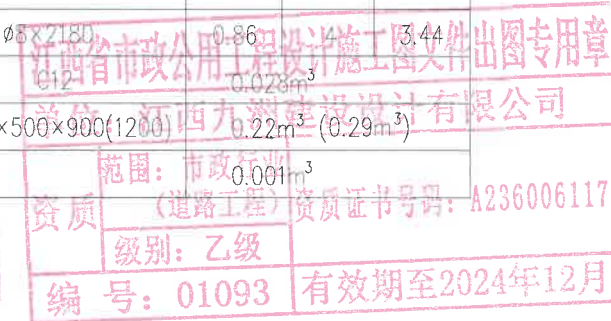 ø8×2180 0.86 4 3.44
江西省市政公用工程设计施工图文件出图专用章
C12 0.028m³
单位:江西九洲建设设计有限公司
×500×900(1200) 0.22m³ (0.29m³)
范围:市政行业
0.001m³
资质 (道路工程) 资质证书号码:A236006117
级别:乙级
编 号:01093 有效期至2024年12月